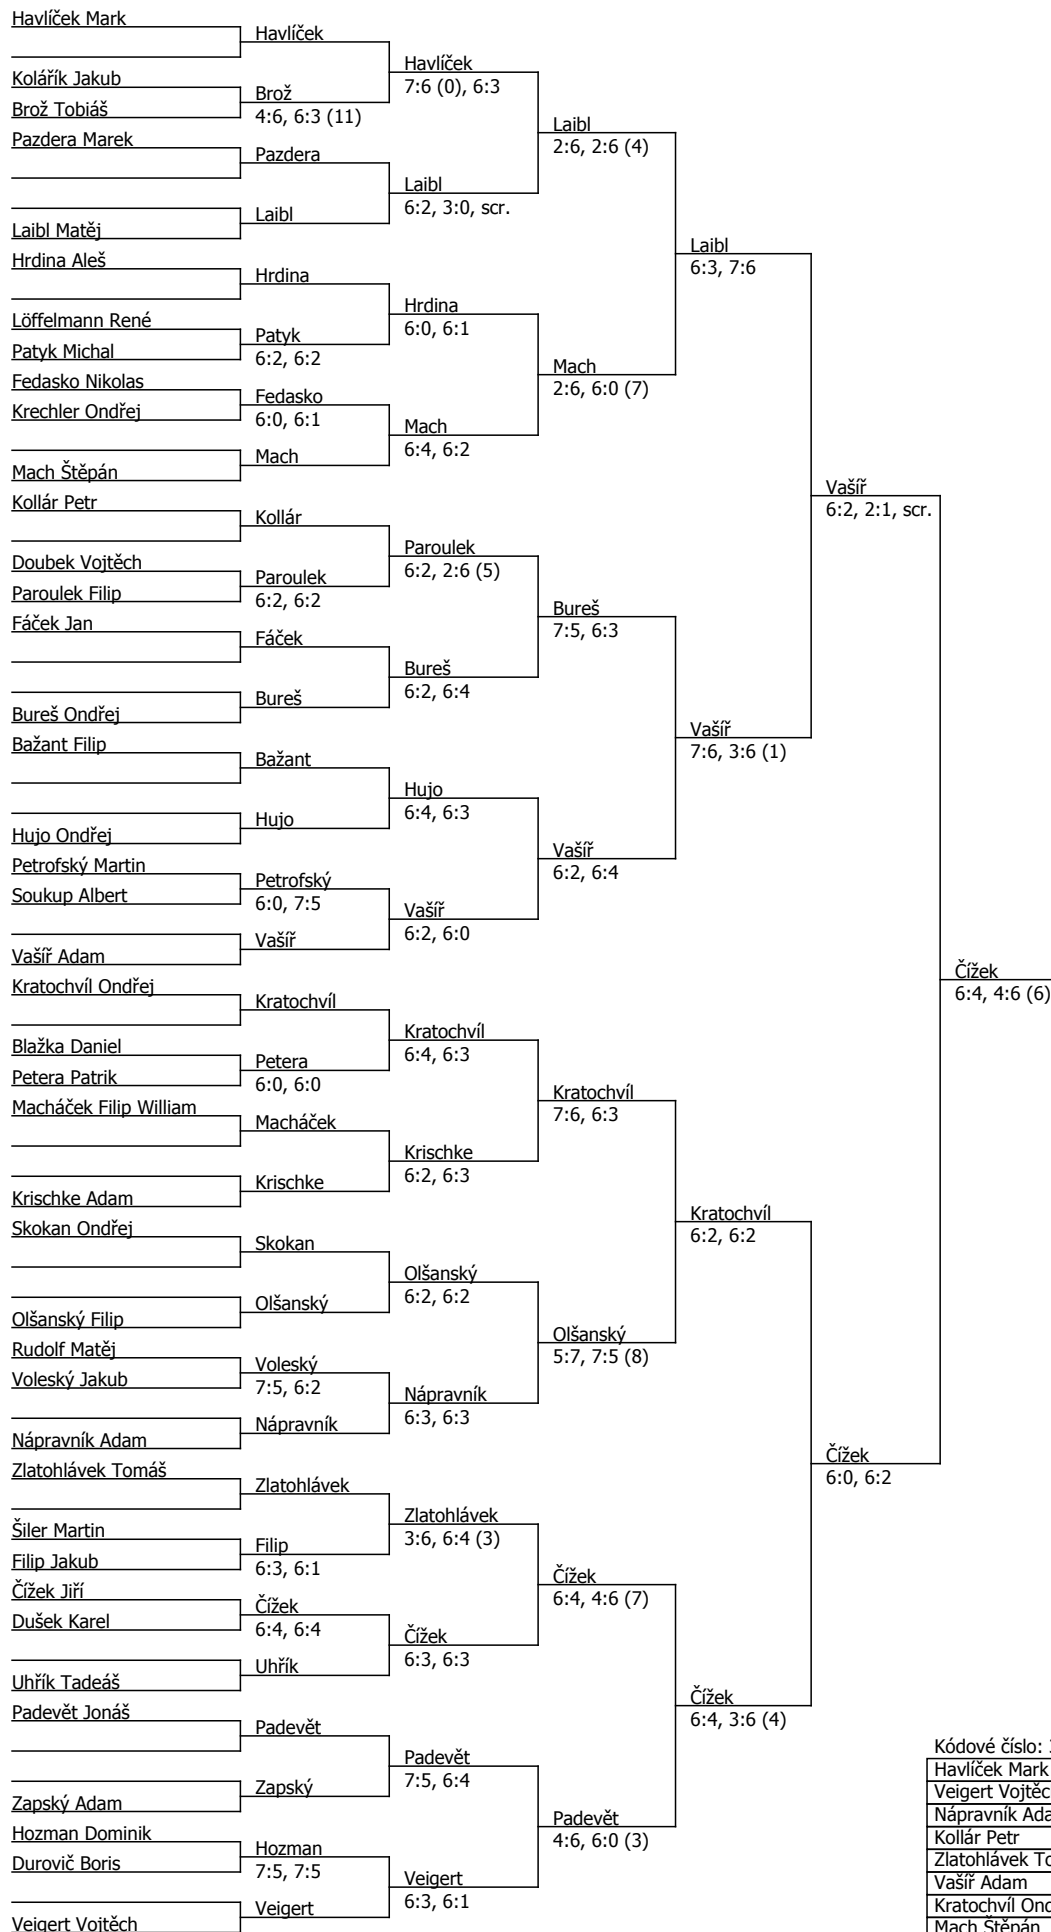 Havlíček Mark
Kolářík Jakub
Brož Tobiáš
Pazdera Marek
Laibl Matěj
Hrdina Aleš
Löffelmann René
Patyk Michal
Fedasko Nikolas
Krechler Ondřej
Mach Štěpán
Kollár Petr
Doubek Vojtěch
Paroulek Filip
Fáček Jan
Bureš Ondřej
Bažant Filip
Hujo Ondřej
Petrofský Martin
Soukup Albert
Vašíř Adam
Kratochvíl Ondřej
Blažka Daniel
Petera Patrik
Macháček Filip William
Krischke Adam
Skokan Ondřej
Olšanský Filip
Rudolf Matěj
Voleský Jakub
Nápravník Adam
Zlatohlávek Tomáš
Šiler Martin
Filip Jakub
Čížek Jiří
Dušek Karel
Uhřík Tadeáš
Padevět Jonáš
Zapský Adam
Hozman Dominik
Durovič Boris
Veigert Vojtěch
Havlíček
Brož
4:6, 6:3 (11)
Pazdera
Laibl
Hrdina
Patyk
6:2, 6:2
Fedasko
6:0, 6:1
Mach
Kollár
Paroulek
6:2, 6:2
Fáček
Bureš
Bažant
Hujo
Petrofský
6:0, 7:5
Vašíř
Kratochvíl
Petera
6:0, 6:0
Macháček
Krischke
Skokan
Olšanský
Voleský
7:5, 6:2
Nápravník
Zlatohlávek
Filip
6:3, 6:1
Čížek
6:4, 6:4
Uhřík
Padevět
Zapský
Hozman
7:5, 7:5
Veigert
Havlíček
7:6 (0), 6:3
Laibl
6:2, 3:0, scr.
Hrdina
6:0, 6:1
Mach
6:4, 6:2
Paroulek
6:2, 2:6 (5)
Bureš
6:2, 6:4
Hujo
6:4, 6:3
Vašíř
6:2, 6:0
Kratochvíl
6:4, 6:3
Krischke
6:2, 6:3
Olšanský
6:2, 6:2
Nápravník
6:3, 6:3
Zlatohlávek
3:6, 6:4 (3)
Čížek
6:3, 6:3
Padevět
7:5, 6:4
Veigert
6:3, 6:1
Laibl
2:6, 2:6 (4)
Mach
2:6, 6:0 (7)
Bureš
7:5, 6:3
Vašíř
6:2, 6:4
Kratochvíl
7:6, 6:3
Olšanský
5:7, 7:5 (8)
Čížek
6:4, 4:6 (7)
Padevět
4:6, 6:0 (3)
Laibl
6:3, 7:6
Vašíř
7:6, 3:6 (1)
Kratochvíl
6:2, 6:2
Čížek
6:4, 3:6 (4)
Vašíř
6:2, 2:1, scr.
Čížek
6:0, 6:2
Čížek
6:4, 4:6 (6)
Kódové číslo:
Havlíček Mark
Veigert Vojtěc
Nápravník Ada
Kollár Petr
Zlatohlávek To
Vašíř Adam
Kratochvíl Ond
Mach Štěpán